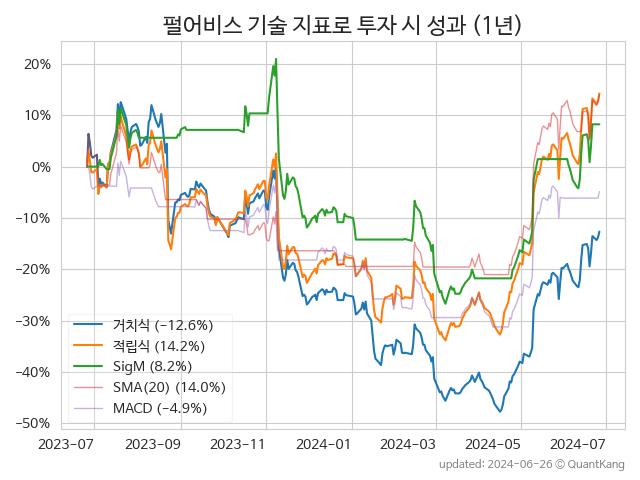 펄어비스 기술 지표로 투자 시 성과 (1년)
20%
10%
0%
−10%
−20%
−30%
−40%
−50%
거치식 (−12.6%)
적립식 (14.2%)
SigM (8.2%)
SMA(20) (14.0%)
MACD (−4.9%)
2023-07
2023-09
2023-11
2024-01
2024-03
2024-05
2024-07
updated: 2024-06-26 ⓒ QuantKang